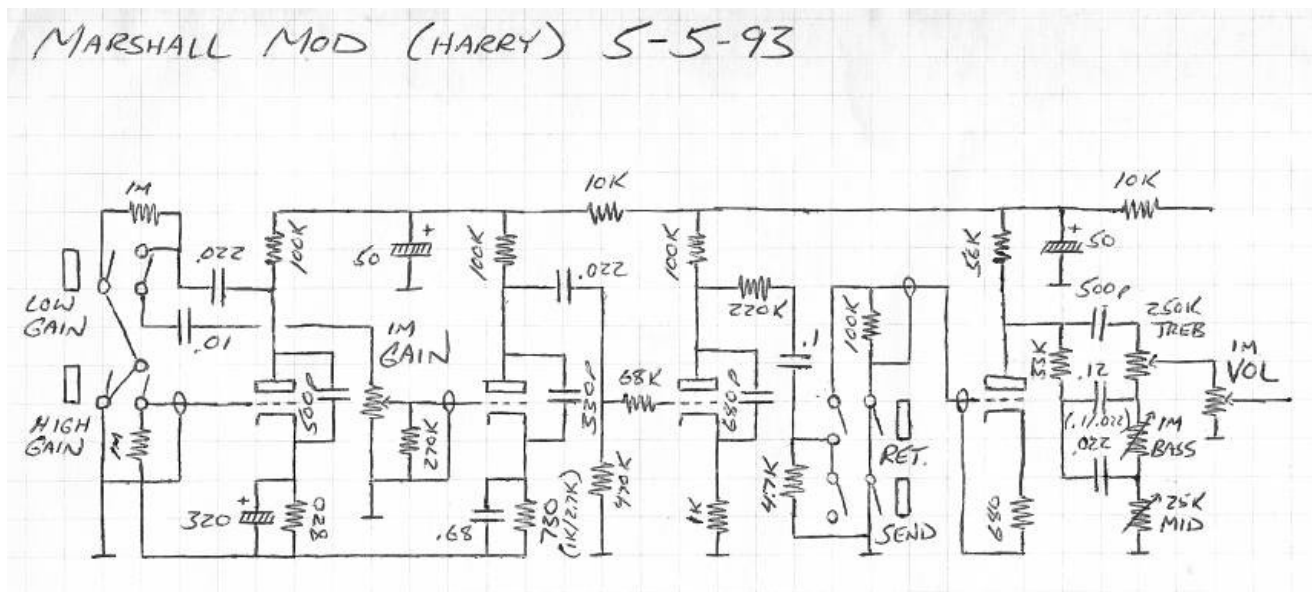 MARSHALL MOD (HARRY) 5-5-93
1M
10K
10K
.022
100K
50
+
100K
.022
100K
220K
56K
+
50
500P
250K
TREB
LOW
GAIN
.01
1M
GAIN
.1
100K
33K
.12
1M
VOL
500P
330P
68K
680P
(.1/.022)
1M
BASS
HIGH
GAIN
1M
270K
.022
RET.
+
320
820
.68
780
(1K/2.7K)
470K
1K
4.7K
SEND
680
25K
MID